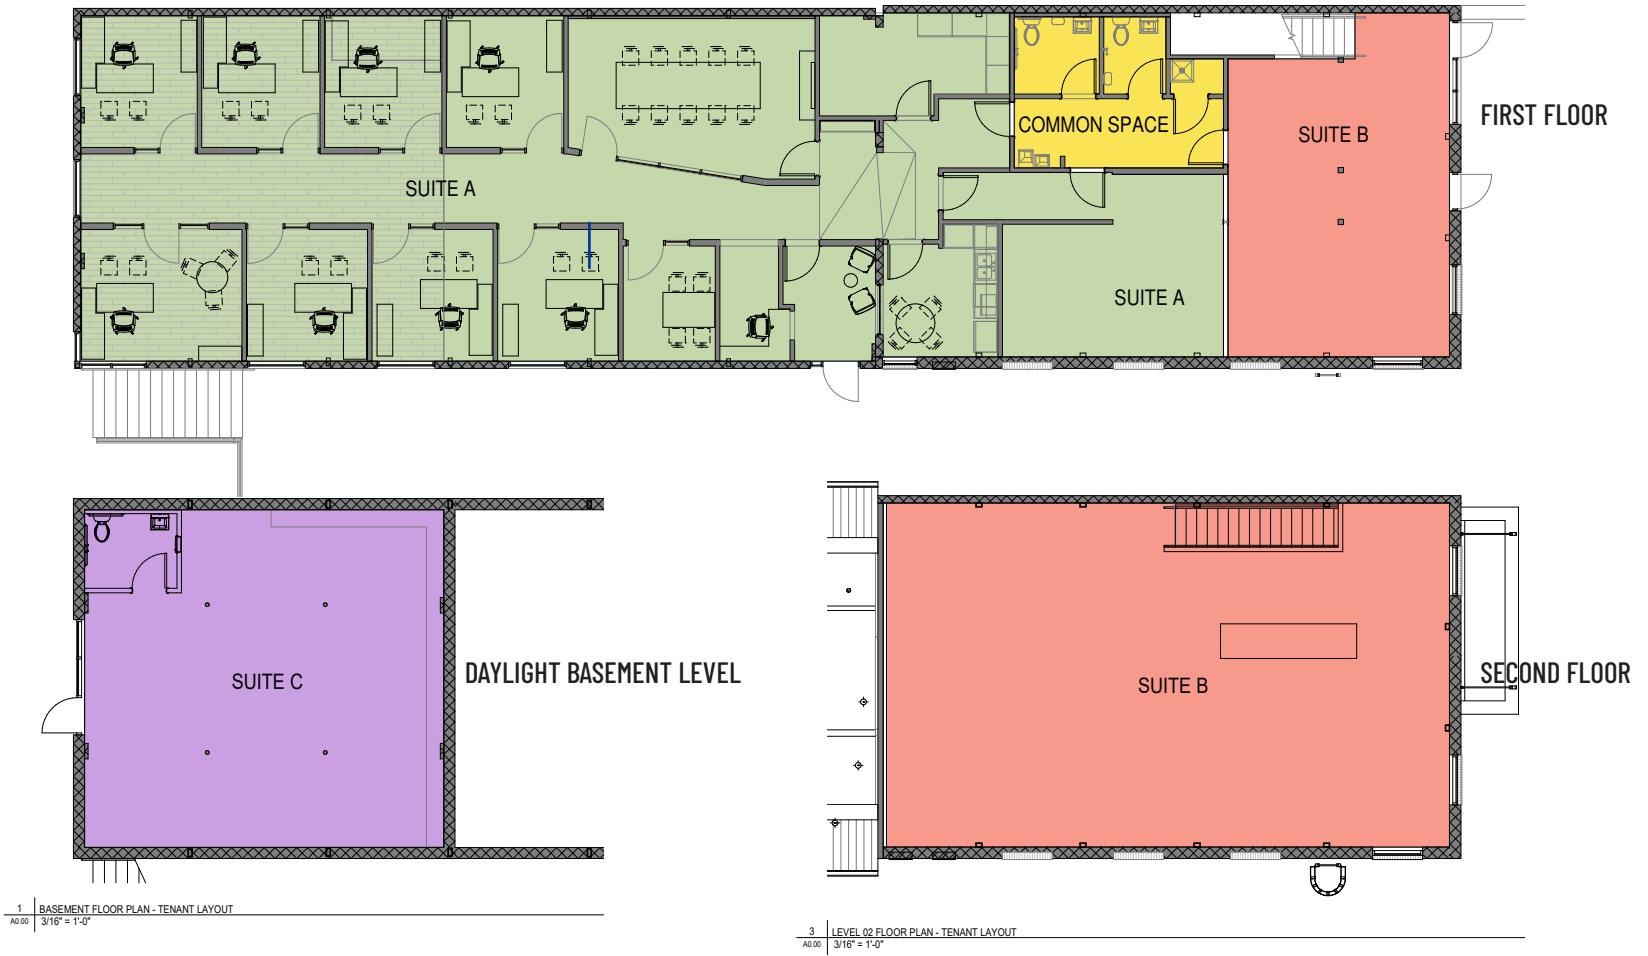 FIRST FLOOR
COMMON SPACE
SUITE B
SUITE A
SUITE A
SUITE C
DAYLIGHT BASEMENT LEVEL
SUITE B
SECOND FLOOR
1
BASEMENT FLOOR PLAN - TENANT LAYOUT
A0.00
3/16" = 1'-0"
3
LEVEL 02 FLOOR PLAN - TENANT LAYOUT
A0.00
3/16" = 1'-0"